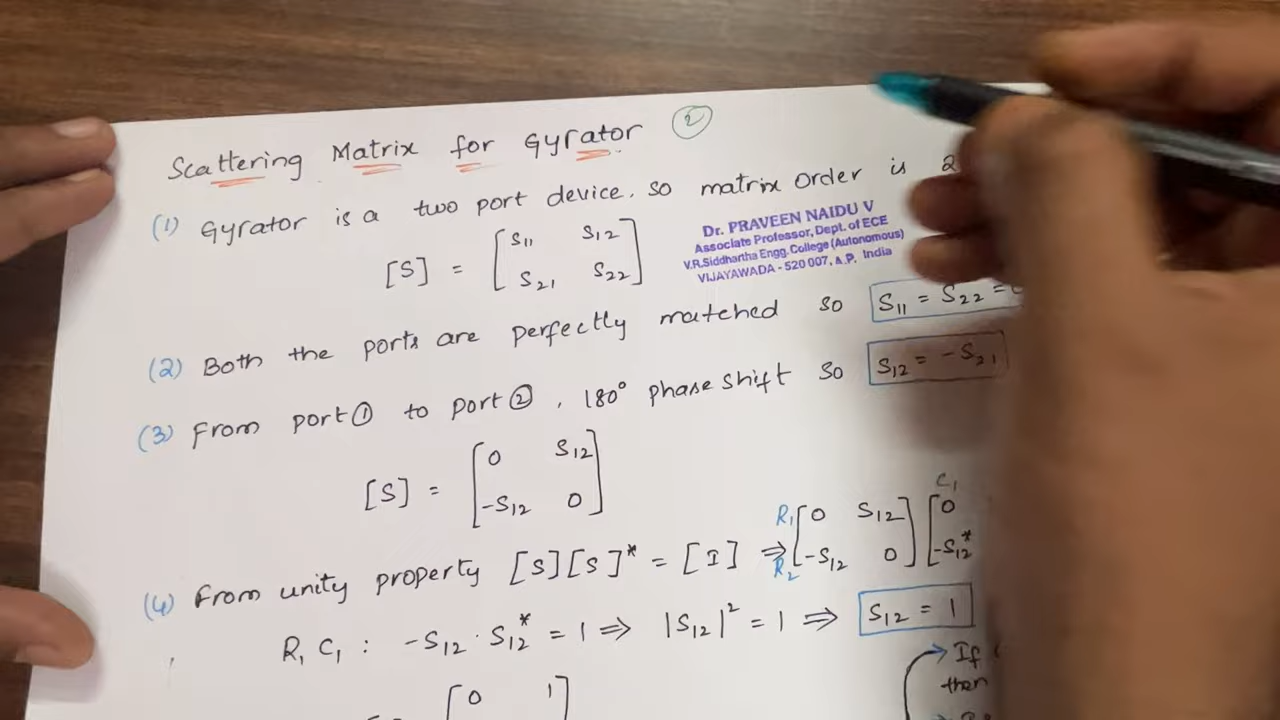 Scattering Matrix for Gyrator ②
(1) Gyrator is a two port device. so matrix order is 2
[S] = [S11 S12
S21 S22]
Dr. PRAVEEN NAIDU V
Associate Professor, Dept. of ECE
V.R.Siddhartha Engg. College (Autonomous)
VIJAYAWADA - 520 007, A.P. India
(2) Both the ports are perfectly matched so S11 = S22 =
(3) From port① to port②, 180° phase shift so S12 = -S21
[S] = [0 S12
-S12 0]
(4) From unity property [S][S]* = [I] ⇒ R1 R2 [0 S12
-S12 0] C1 [0
-S12*
R1 C1 : -S12 · S12* = 1 ⇒ |S12|² = 1 ⇒ S12 = 1
→ If
then
[0 1]